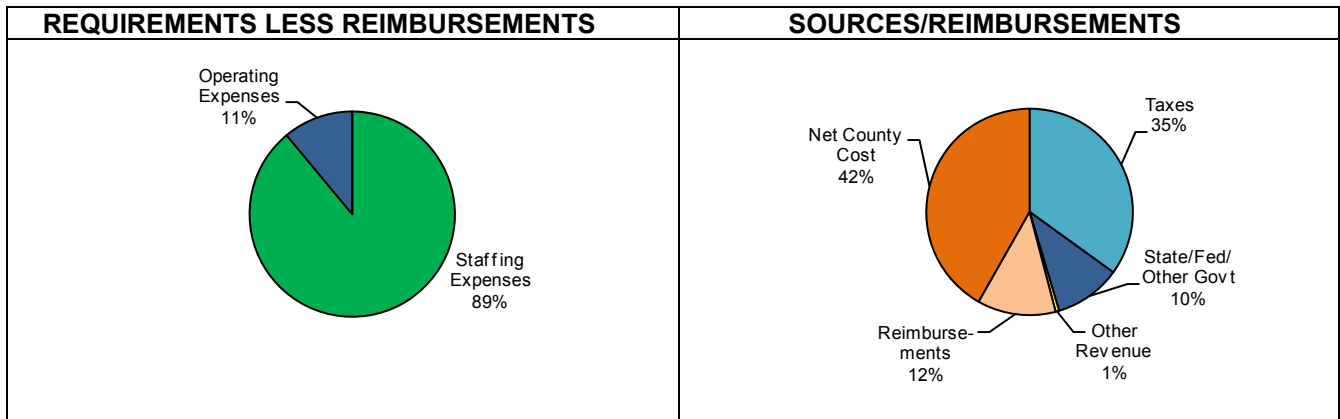 REQUIREMENTS LESS REIMBURSEMENTS
Operating
Expenses
11%
Staffing
Expenses
89%
SOURCES/REIMBURSEMENTS
Taxes
35%
Net County
Cost
42%
State/Fed/
Other Govt
10%
Other
Revenue
1%
Reimburse-
ments
12%